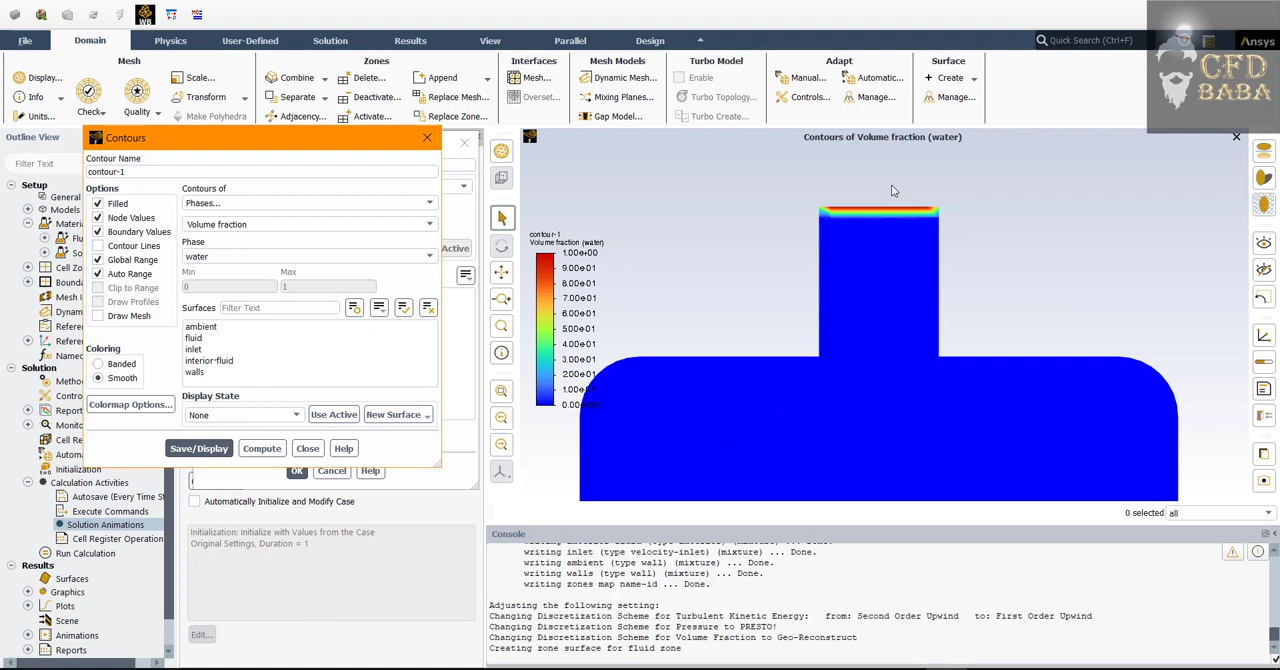 WB
File
Domain
Physics
User-Defined
Solution
Results
View
Parallel
Design
Quick Search (Ctrl+F)
Ansys
CFD
BABA
Mesh
Zones
Interfaces
Mesh Models
Turbo Model
Adapt
Surface
Display...
Info
Units...
Check
Quality
Scale...
Transform
Make Polyhedra
Combine
Separate
Adjacency...
Delete...
Deactivate...
Activate...
Append
Replace Mesh...
Replace Zone...
Mesh...
Overset...
Dynamic Mesh...
Mixing Planes...
Gap Model...
Enable
Turbo Topology...
Turbo Create...
Manual...
Controls...
Automatic...
Manage...
Create
Manage...
Outline View
Filter Text
Setup
General
Models
Materia
Flu
So
Cell Zo
Bounda
Mesh I
Dynam
Refere
Refere
Named
Solution
Metho
Contro
Report
Monito
Cell Re
Automa
Initialization
Calculation Activities
Autosave (Every Time St
Execute Commands
Solution Animations
Cell Register Operation
Run Calculation
Results
Surfaces
Graphics
Plots
Scene
Animations
Reports
Contours
Contour Name
contour-1
Options
Filled
Node Values
Boundary Values
Contour Lines
Global Range
Auto Range
Clip to Range
Draw Profiles
Draw Mesh
Coloring
Banded
Smooth
Colormap Options...
Contours of
Phases...
Volume fraction
Phase
water
Min
Max
0
1
Surfaces
Filter Text
ambient
fluid
inlet
interior-fluid
walls
Display State
None
Use Active
New Surface
Save/Display
Compute
Close
Help
Active
OK
Cancel
Help
Automatically Initialize and Modify Case
Initialization: Initialize with Values from the Case
Original Settings, Duration = 1
Edit...
Contours of Volume fraction (water)
contour-1
Volume fraction (water)
1.00e+00
9.00e-01
8.00e-01
7.00e-01
6.00e-01
5.00e-01
4.00e-01
3.00e-01
2.00e-01
1.00e-01
0.00e+00
0 selected
all
Console
writing inlet (type velocity-inlet) (mixture) ... Done.
writing ambient (type wall) (mixture) ... Done.
writing walls (type wall) (mixture) ... Done.
writing zones map name-id ... Done.
Adjusting the following setting:
Changing Discretization Scheme for Turbulent Kinetic Energy: from: Second Order Upwind to: First Order Upwind
Changing Discretization Scheme for Pressure to PRESTO!
Changing Discretization Scheme for Volume Fraction to Geo-Reconstruct
Creating zone surface for fluid zone